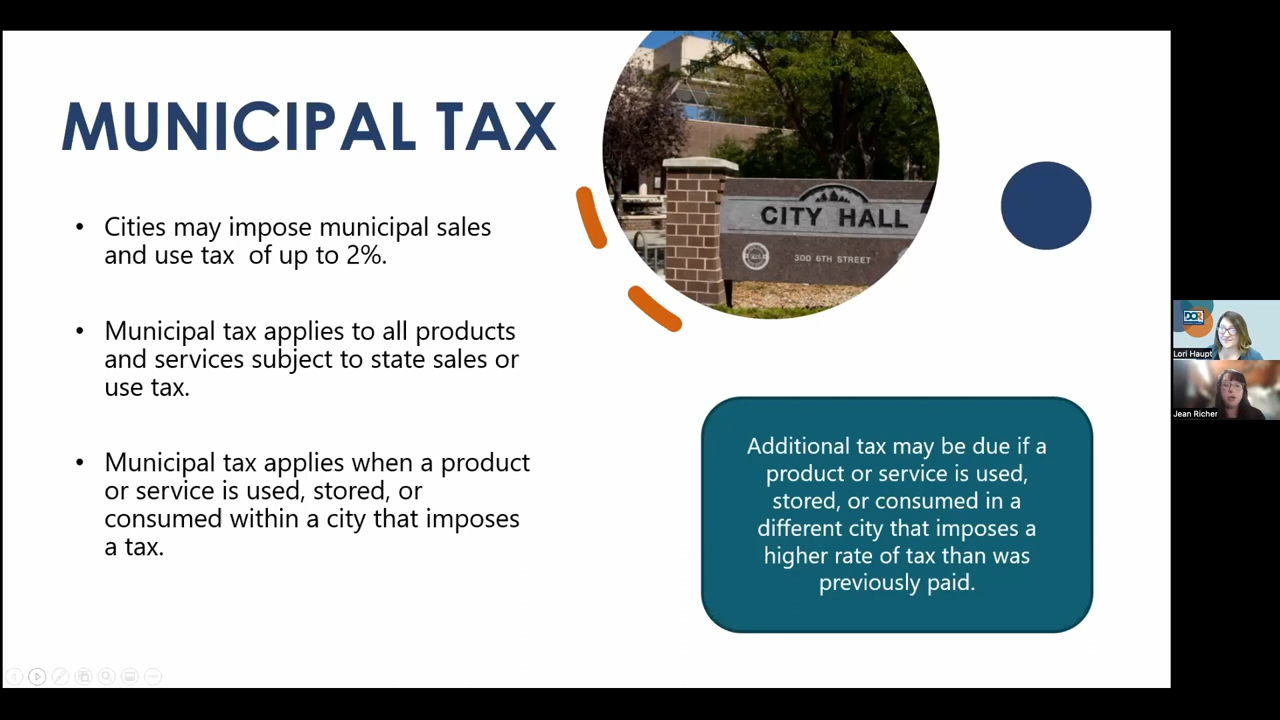 MUNICIPAL TAX
• Cities may impose municipal sales
and use tax of up to 2%.
• Municipal tax applies to all products
and services subject to state sales or
use tax.
• Municipal tax applies when a product
or service is used, stored, or
consumed within a city that imposes
a tax.
CITY HALL
300 6TH STREET
Additional tax may be due if a
product or service is used,
stored, or consumed in a
different city that imposes a
higher rate of tax than was
previously paid.
DOR
Lori Haupt
Jean Richer